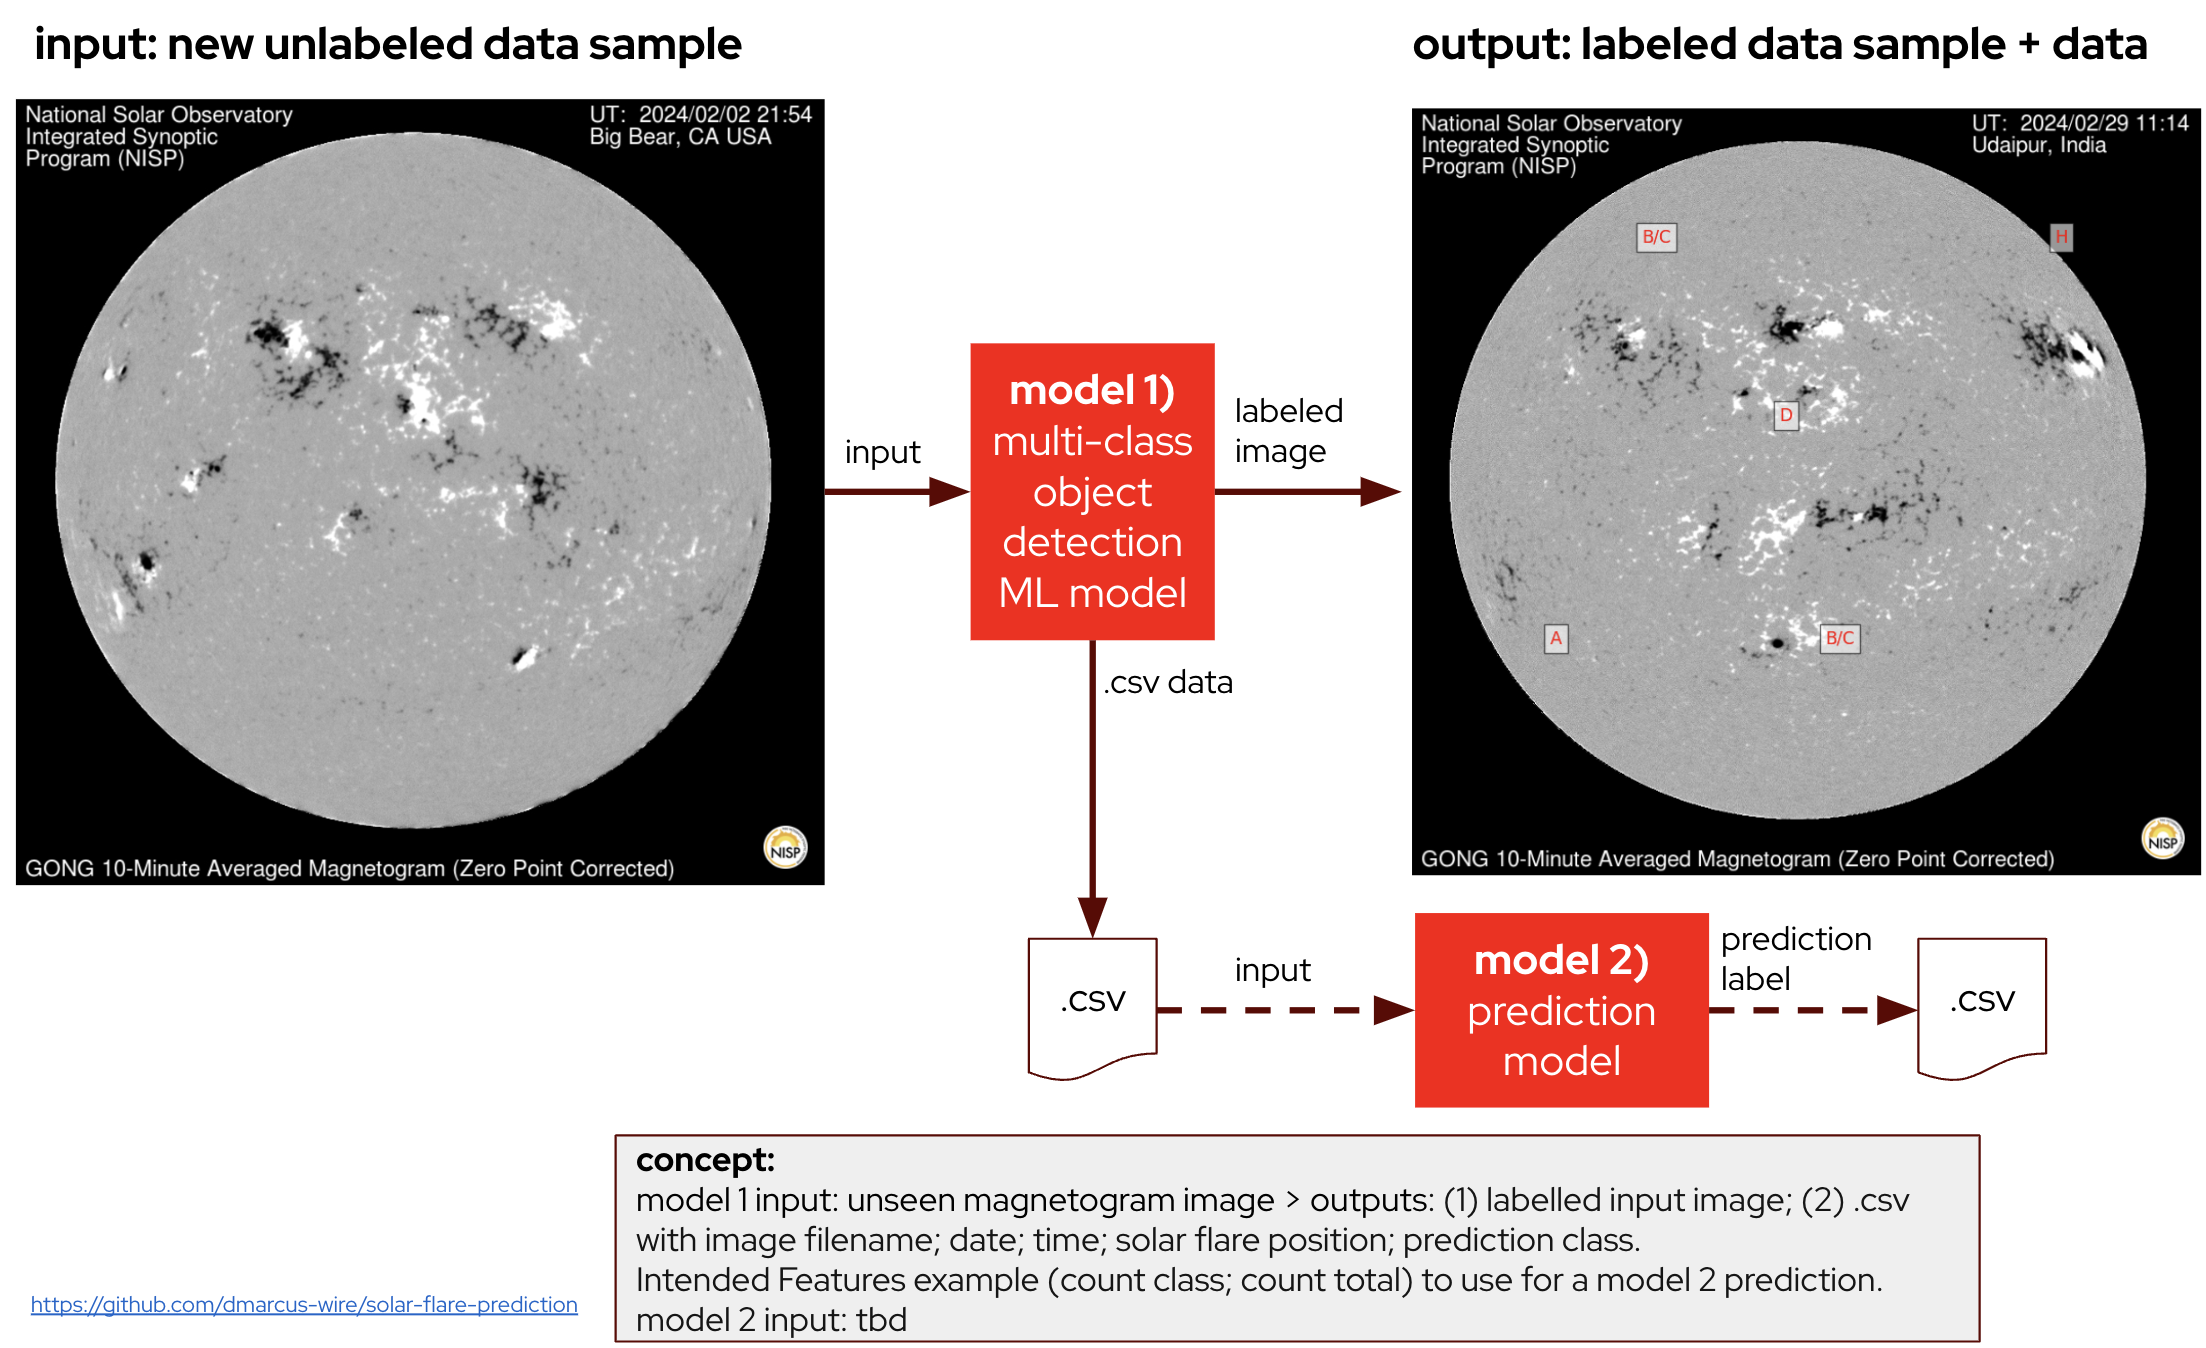 input: new unlabeled data sample
output: labeled data sample + data
National Solar Observatory
Integrated Synoptic
Program (NISP)
UT: 2024/02/02 21:54
Big Bear, CA USA
NISP
GONG 10-Minute Averaged Magnetogram (Zero Point Corrected)
input
model 1)
multi-class
object
detection
ML model
labeled
image
National Solar Observatory
Integrated Synoptic
Program (NISP)
UT: 2024/02/29 11:14
Udaipur, India
B/C
H
D
A
B/C
NISP
GONG 10-Minute Averaged Magnetogram (Zero Point Corrected)
.csv data
.csv
input
model 2)
prediction
model
prediction
label
.csv
concept:
model 1 input: unseen magnetogram image > outputs: (1) labelled input image; (2) .csv
with image filename; date; time; solar flare position; prediction class.
Intended Features example (count class; count total) to use for a model 2 prediction.
model 2 input: tbd
https://github.com/dmarcus-wire/solar-flare-prediction